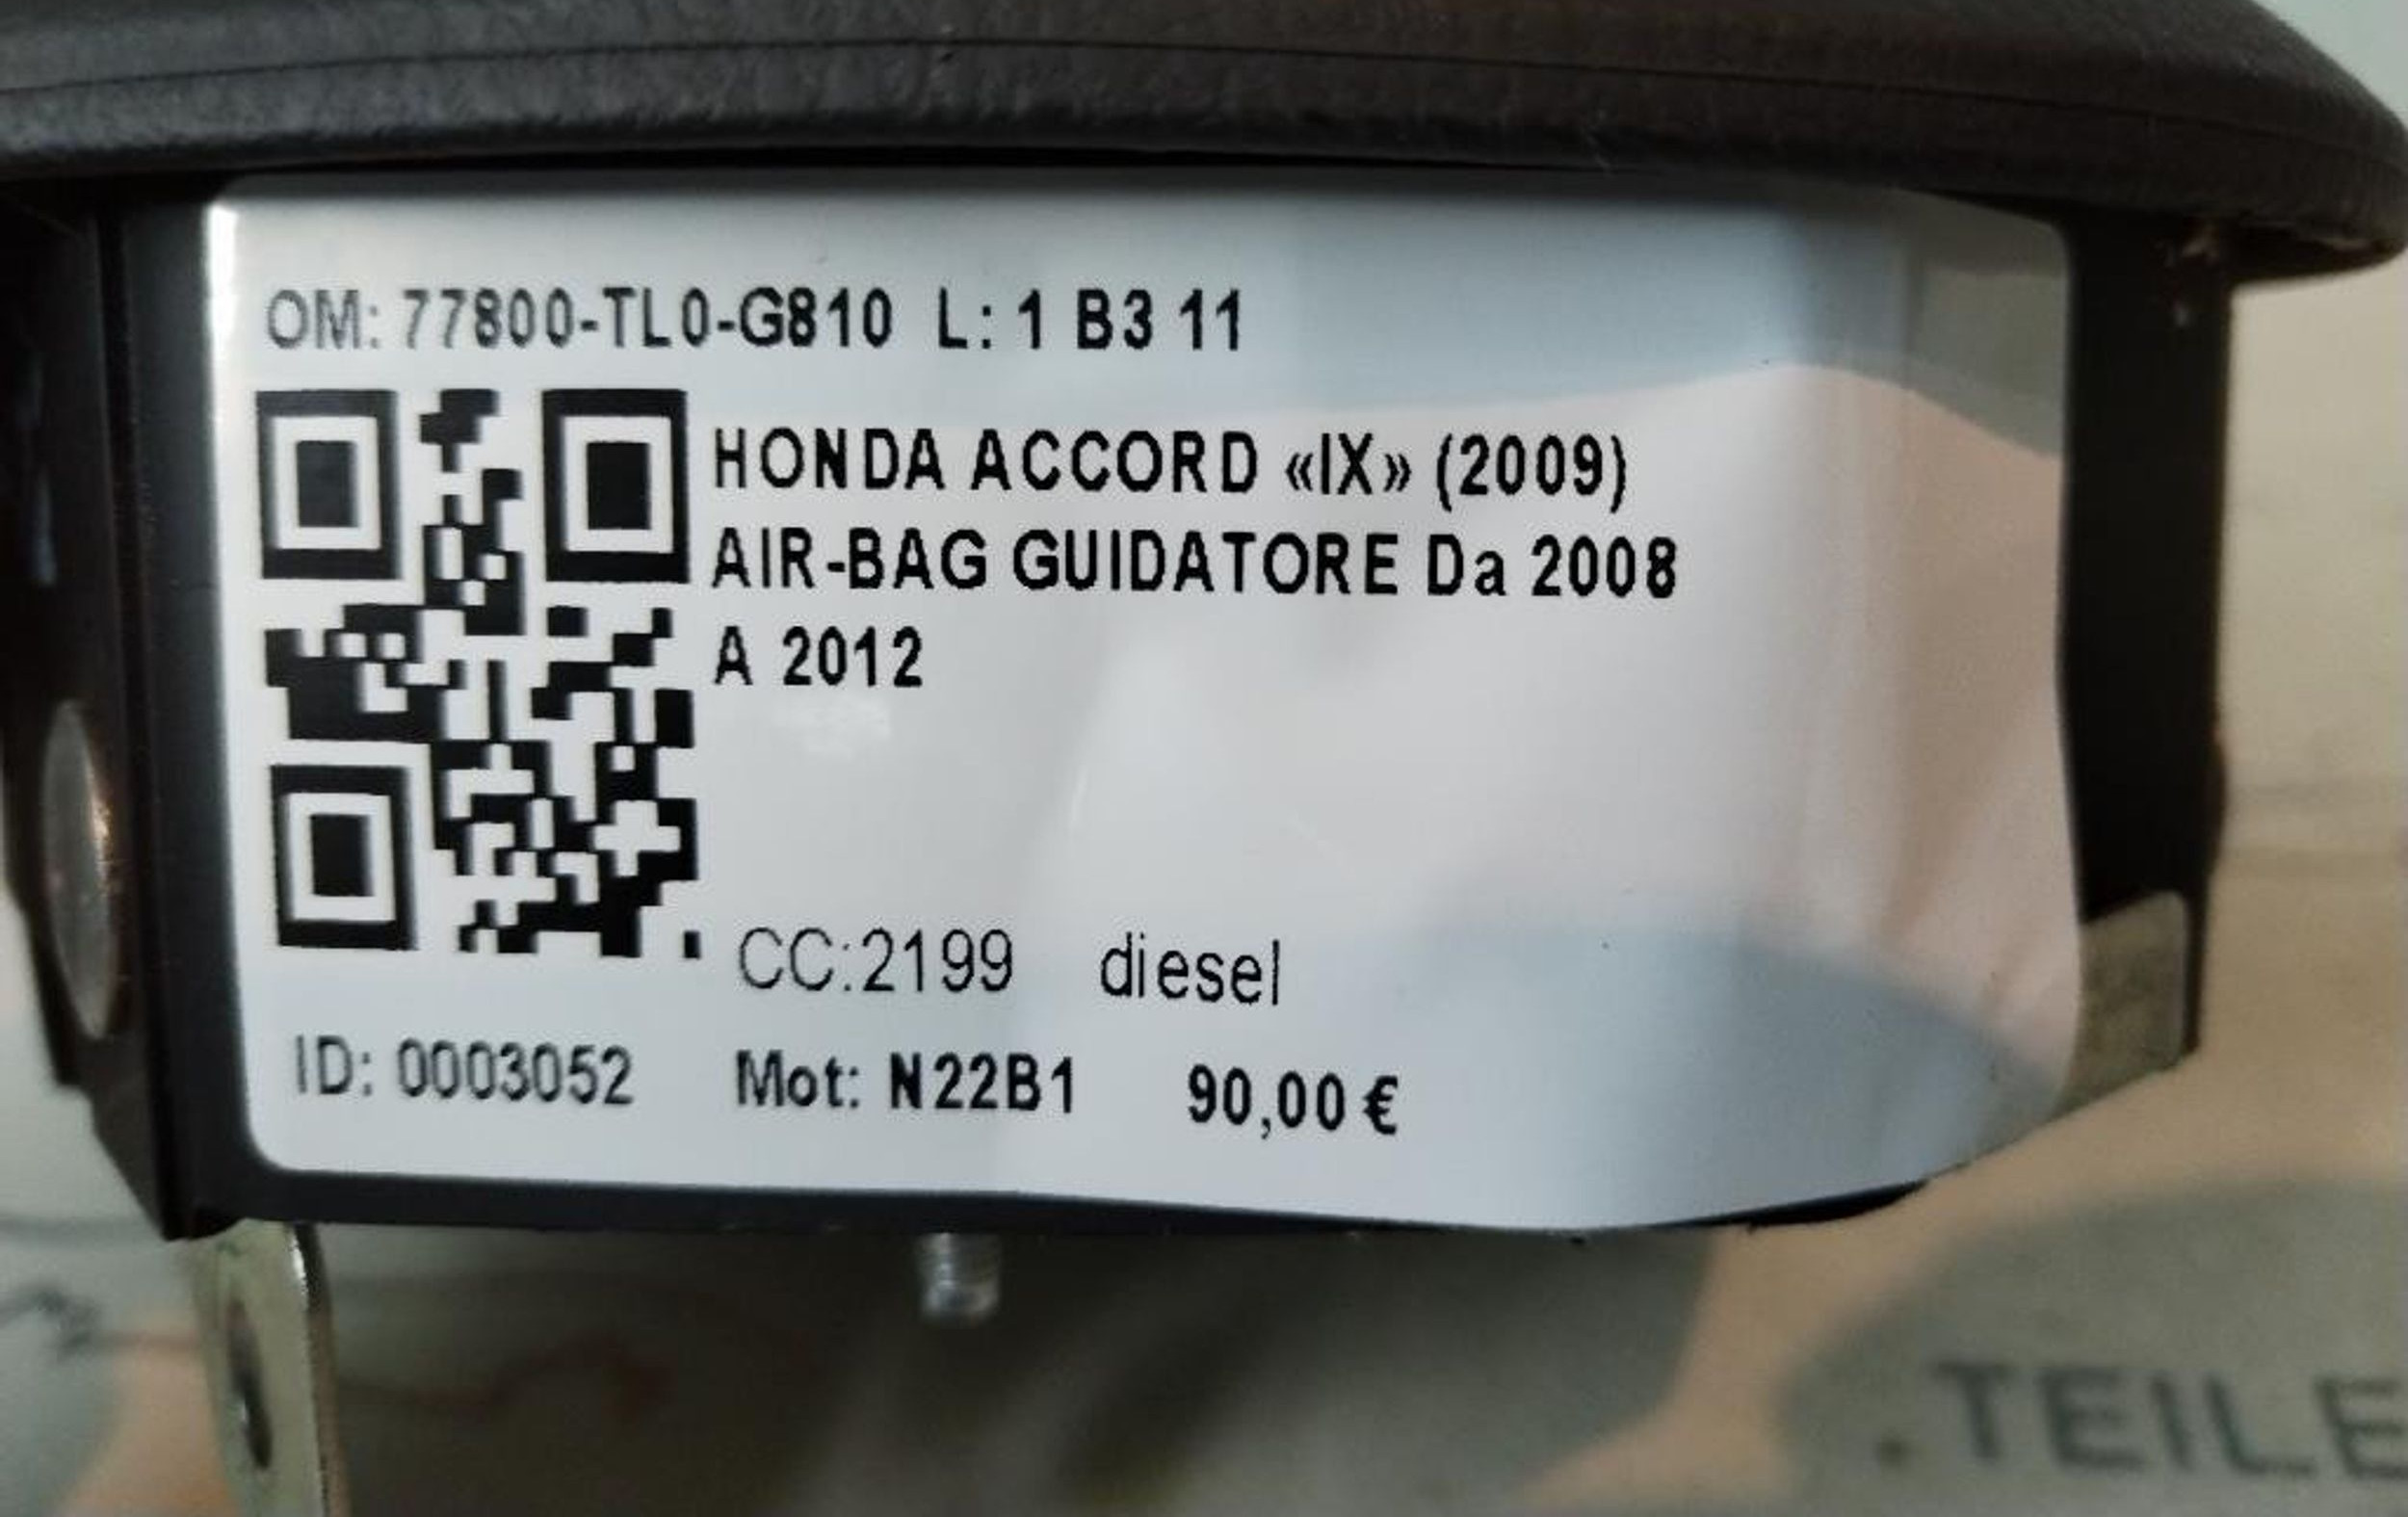 OM: 77800-TL0-G810 L: 1 B3 11
HONDA ACCORD «IX» (2009)
AIR-BAG GUIDATORE Da 2008
A 2012
CC:2199 diesel
ID: 0003052 Mot: N22B1 90,00 €
.TEILE